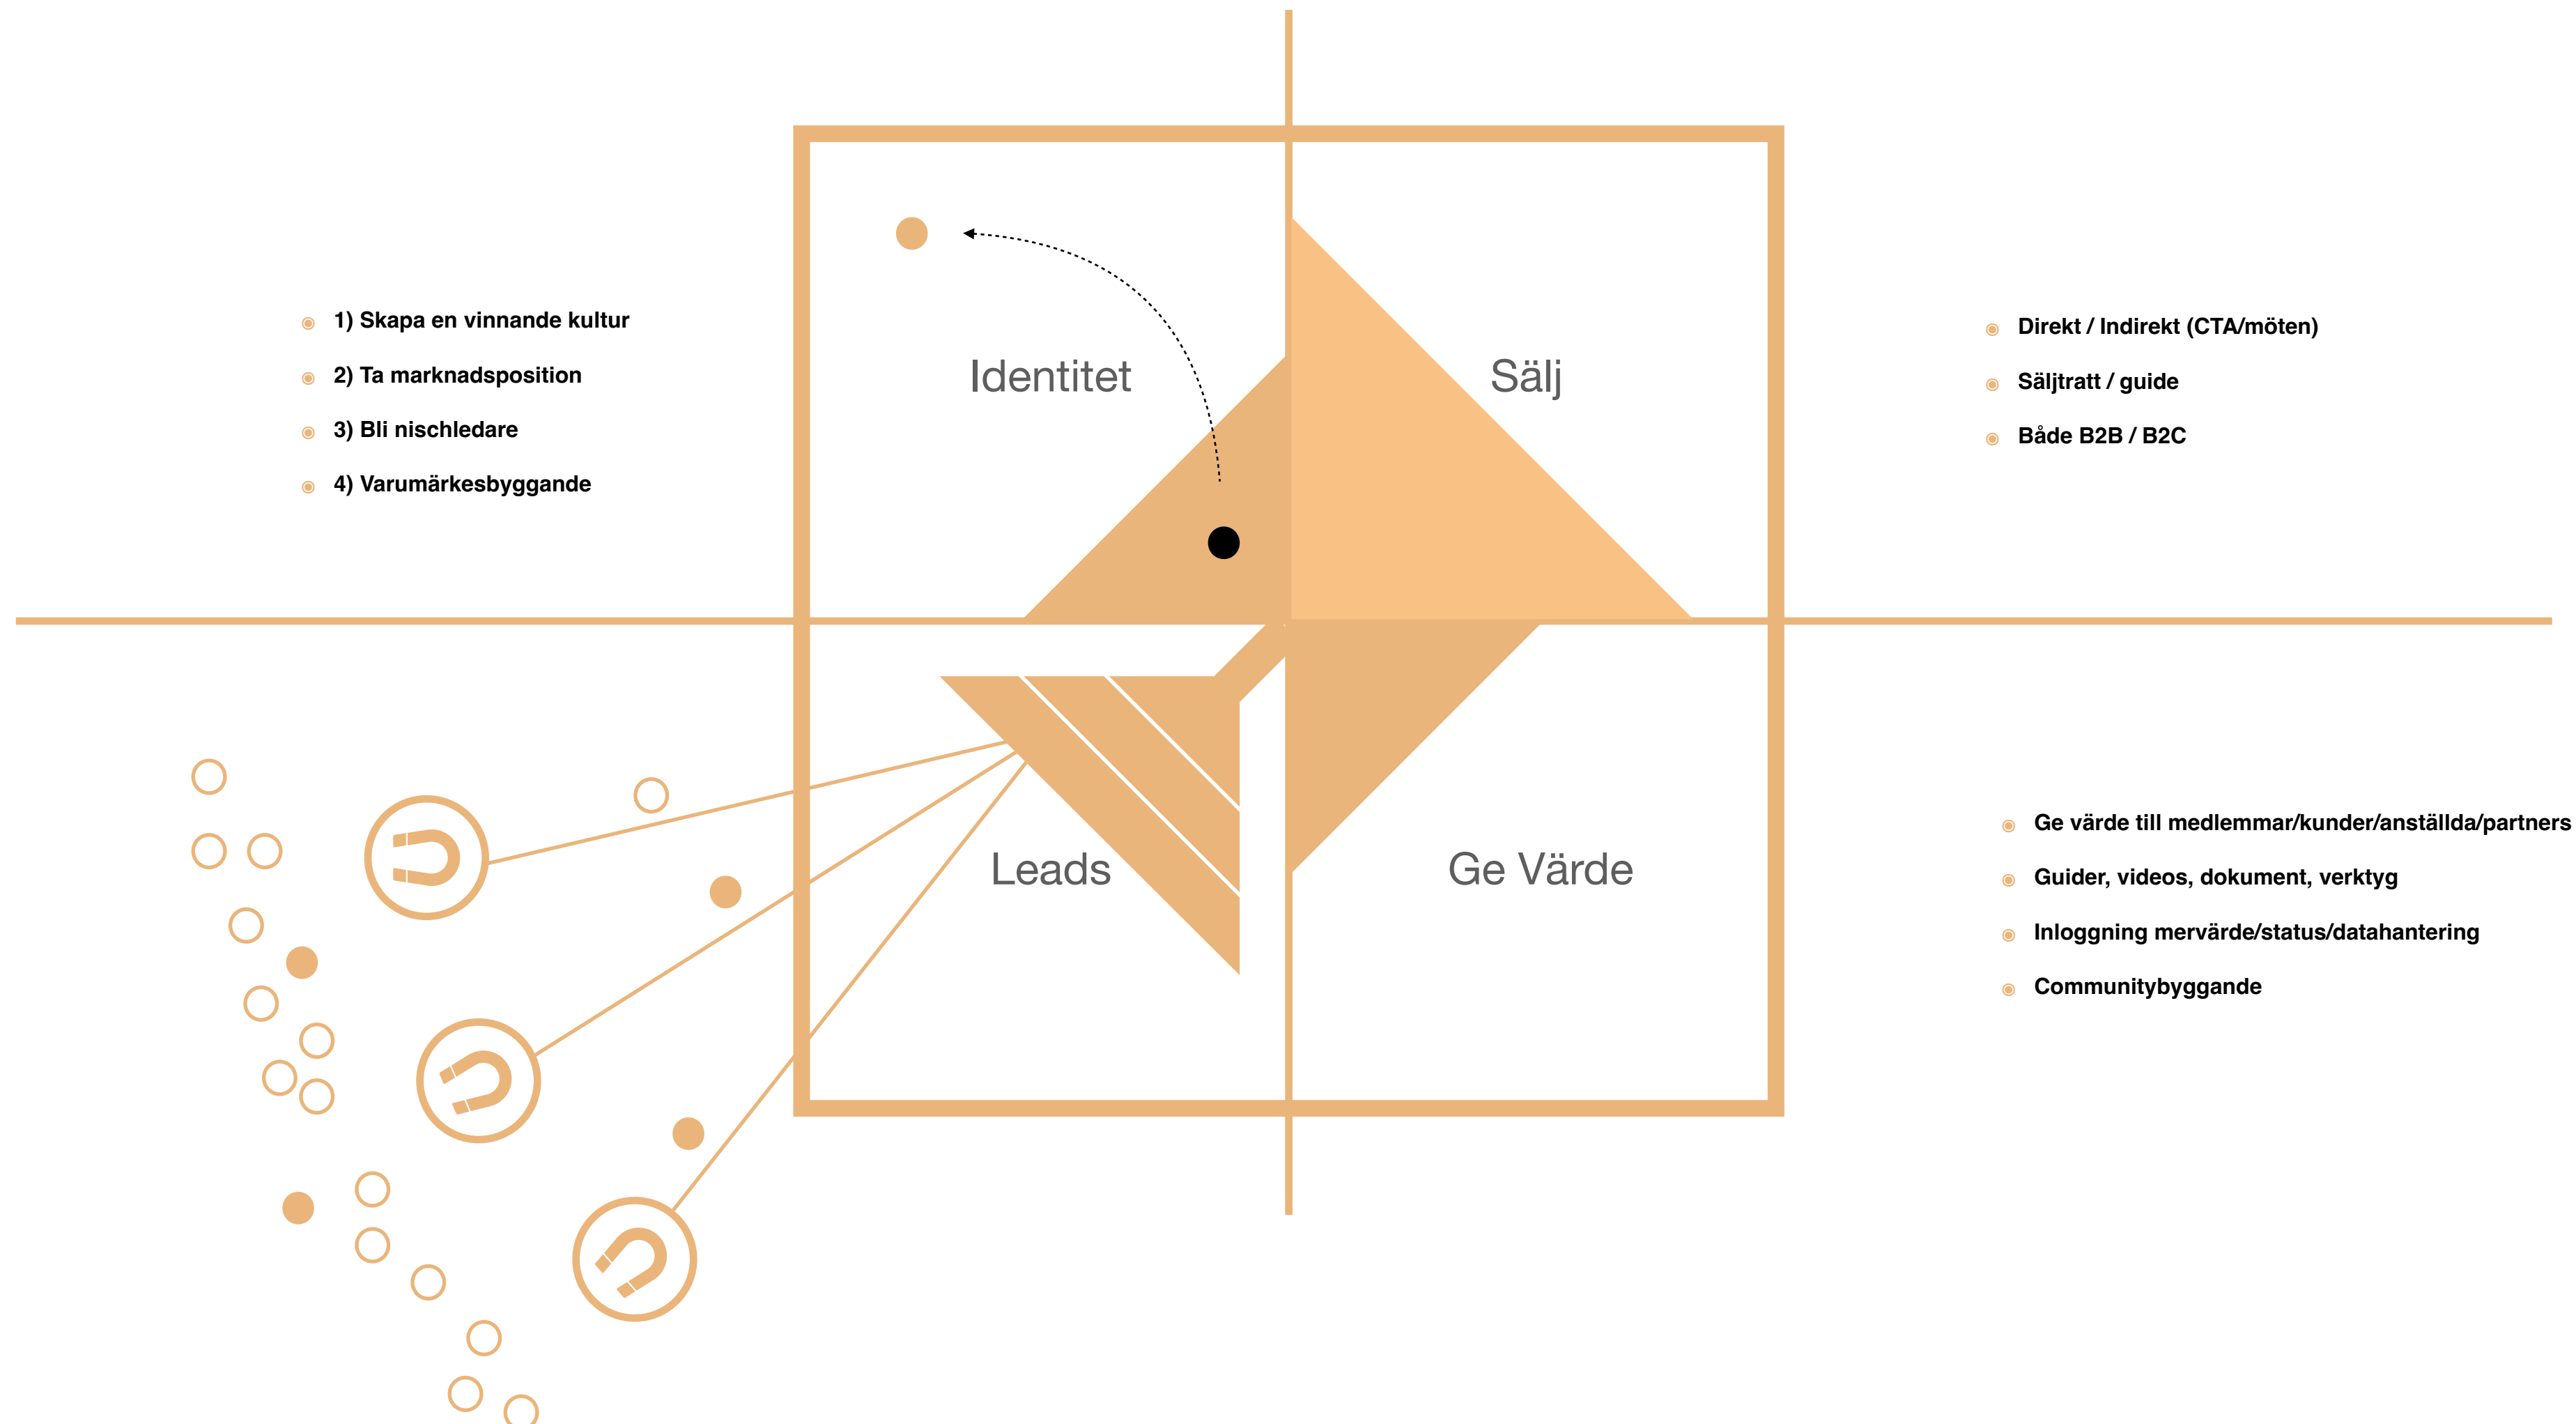 1) Skapa en vinnande kultur
2) Ta marknadsposition
3) Bli nischledare
4) Varumärkesbyggande
Identitet
Sälj
Direkt / Indirekt (CTA/möten)
Säljtratt / guide
Både B2B / B2C
Leads
Ge Värde
Ge värde till medlemmar/kunder/anställda/partners
Guider, videos, dokument, verktyg
Inloggning mervärde/status/datahantering
Communitybyggande